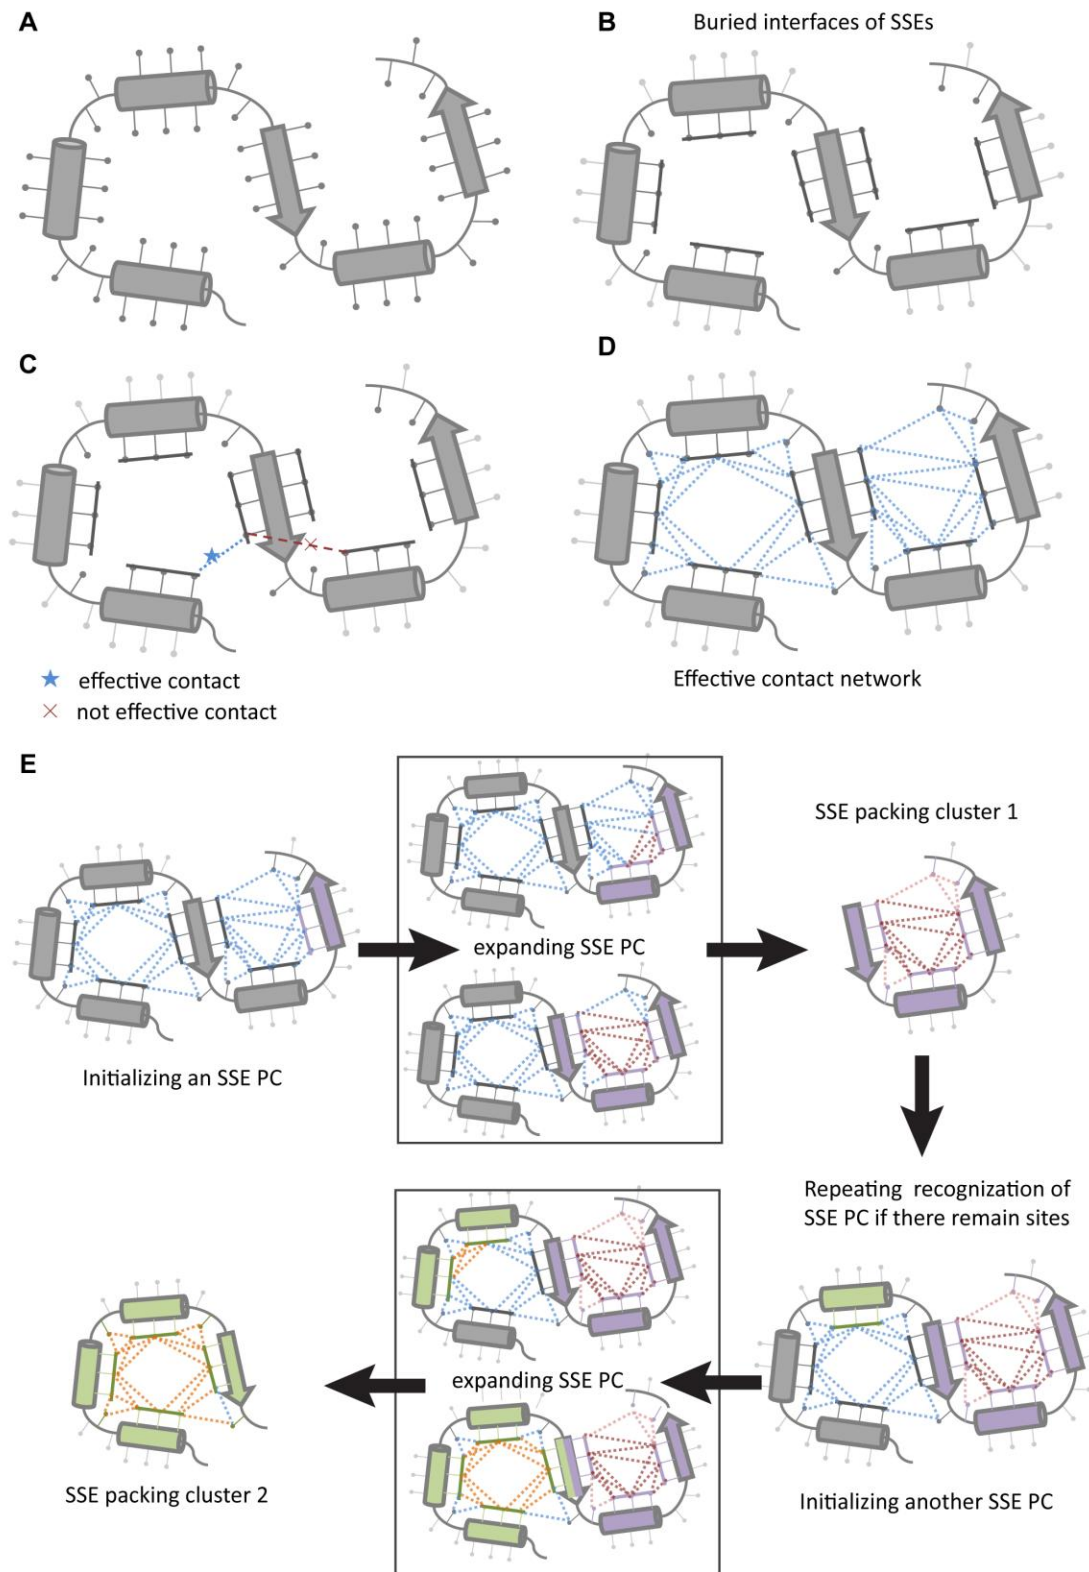 A
B
Buried interfaces of SSEs
C
D
effective contact
not effective contact
Effective contact network
E
SSE packing cluster 1
expanding SSE PC
Initializing an SSE PC
Repeating recognization of
SSE PC if there remain sites
expanding SSE PC
SSE packing cluster 2
Initializing another SSE PC